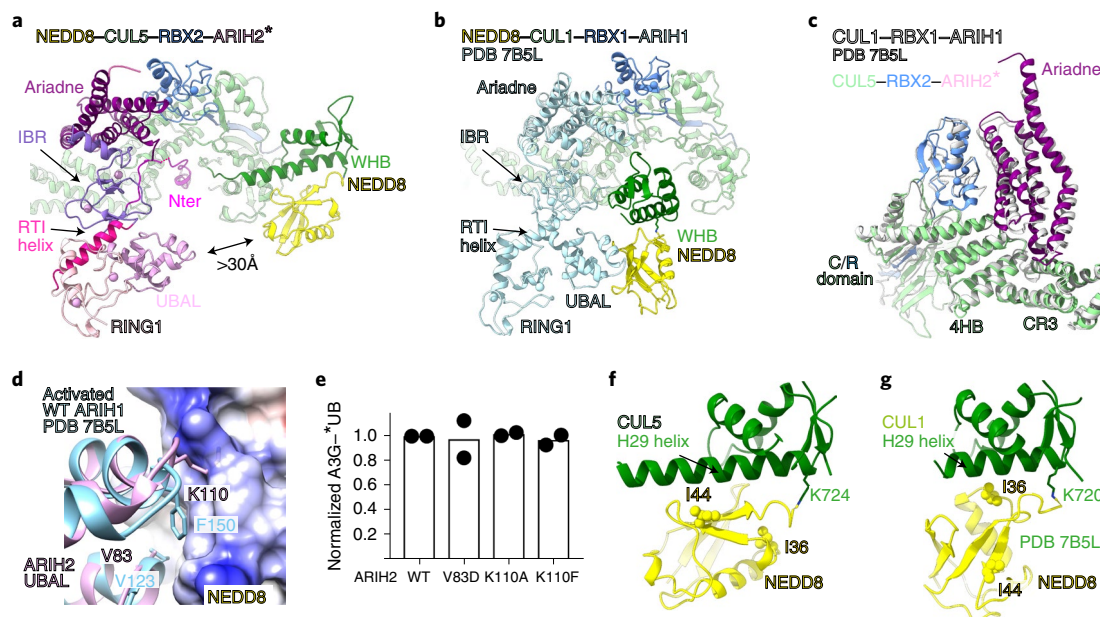 a
NEDD8–CUL5–RBX2–ARIH2*
Ariadne
IBR
RTI
helix
RING1
UBAL
Nter
>30Å
WHB
NEDD8
b
NEDD8–CUL1–RBX1–ARIH1
PDB 7B5L
Ariadne
IBR
RTI
helix
RING1
UBAL
WHB
NEDD8
c
CUL1–RBX1–ARIH1
PDB 7B5L
CUL5–RBX2–ARIH2*
Ariadne
C/R
domain
4HB
CR3
d
Activated
WT ARIH1
PDB 7B5L
K110
F150
V83
V123
ARIH2
UBAL
NEDD8
e
Normalized A3G–*UB
1.0
0.8
0.6
0.4
0.2
ARIH2 WT V83D K110A K110F
f
CUL5
H29 helix
I44
K724
I36
NEDD8
g
CUL1
H29 helix
I36
K720
PDB 7B5L
I44
NEDD8